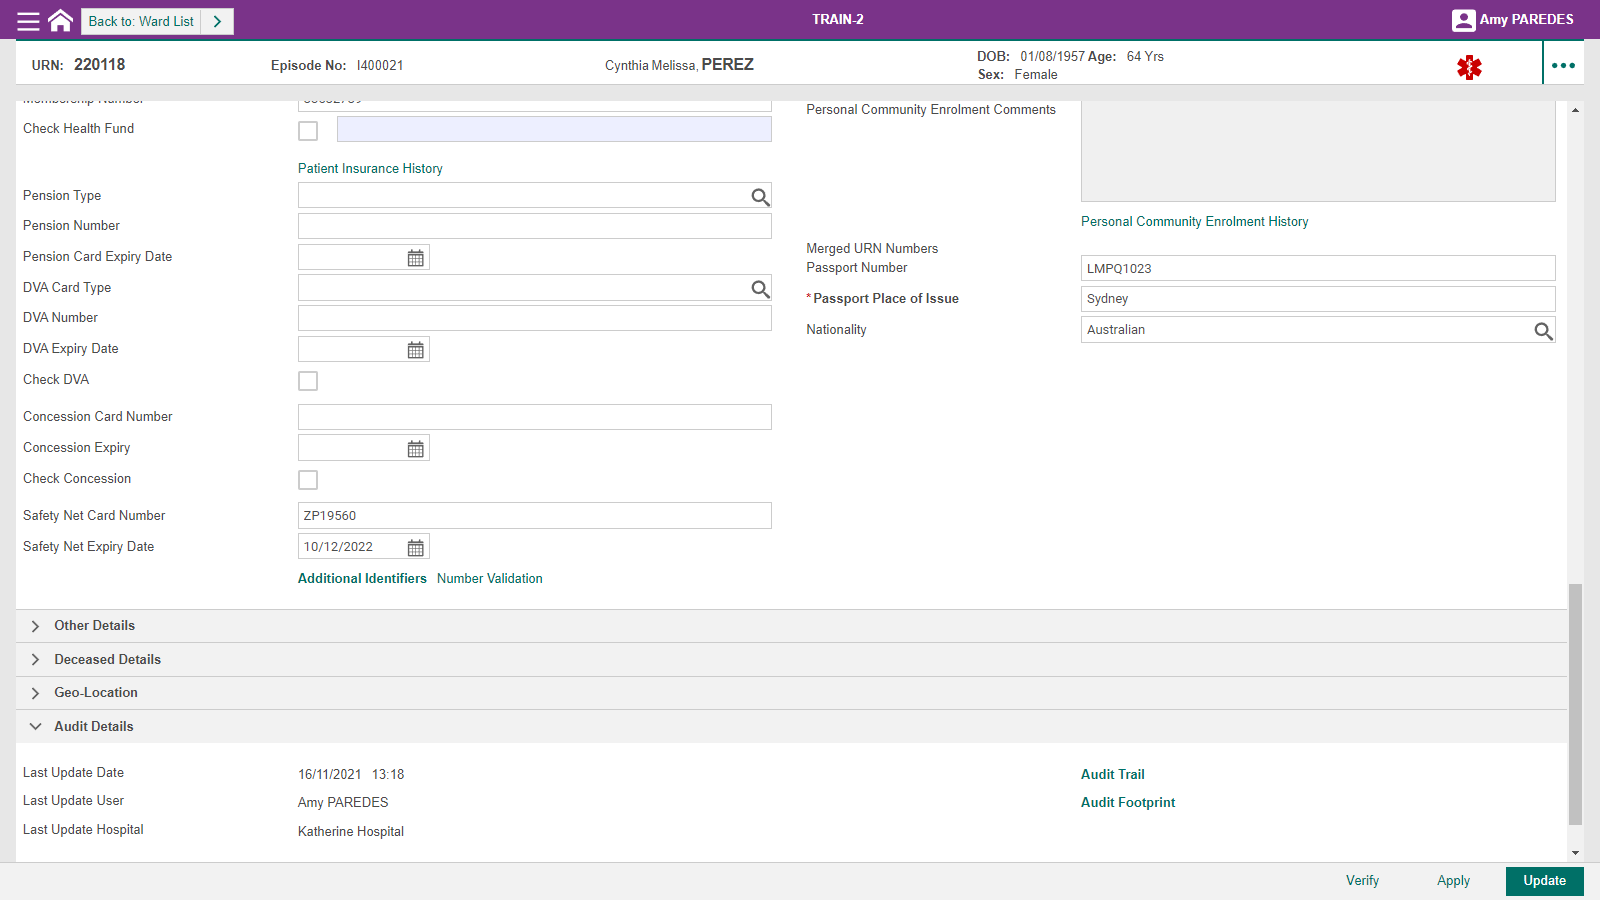 Back to: Ward List
TRAIN-2
Amy PAREDES
URN: 220118
Episode No: I400021
Cynthia Melissa, PEREZ
DOB: 01/08/1957 Age: 64 Yrs
Sex: Female
Membership Number
Check Health Fund
Patient Insurance History
Pension Type
Pension Number
Pension Card Expiry Date
DVA Card Type
DVA Number
DVA Expiry Date
Check DVA
Concession Card Number
Concession Expiry
Check Concession
Safety Net Card Number ZP19560
Safety Net Expiry Date 10/12/2022
Additional Identifiers Number Validation
Personal Community Enrolment Comments
Personal Community Enrolment History
Merged URN Numbers
Passport Number LMPQ1023
*Passport Place of Issue Sydney
Nationality Australian
Other Details
Deceased Details
Geo-Location
Audit Details
Last Update Date 16/11/2021 13:18
Last Update User Amy PAREDES
Last Update Hospital Katherine Hospital
Audit Trail
Audit Footprint
Verify Apply Update